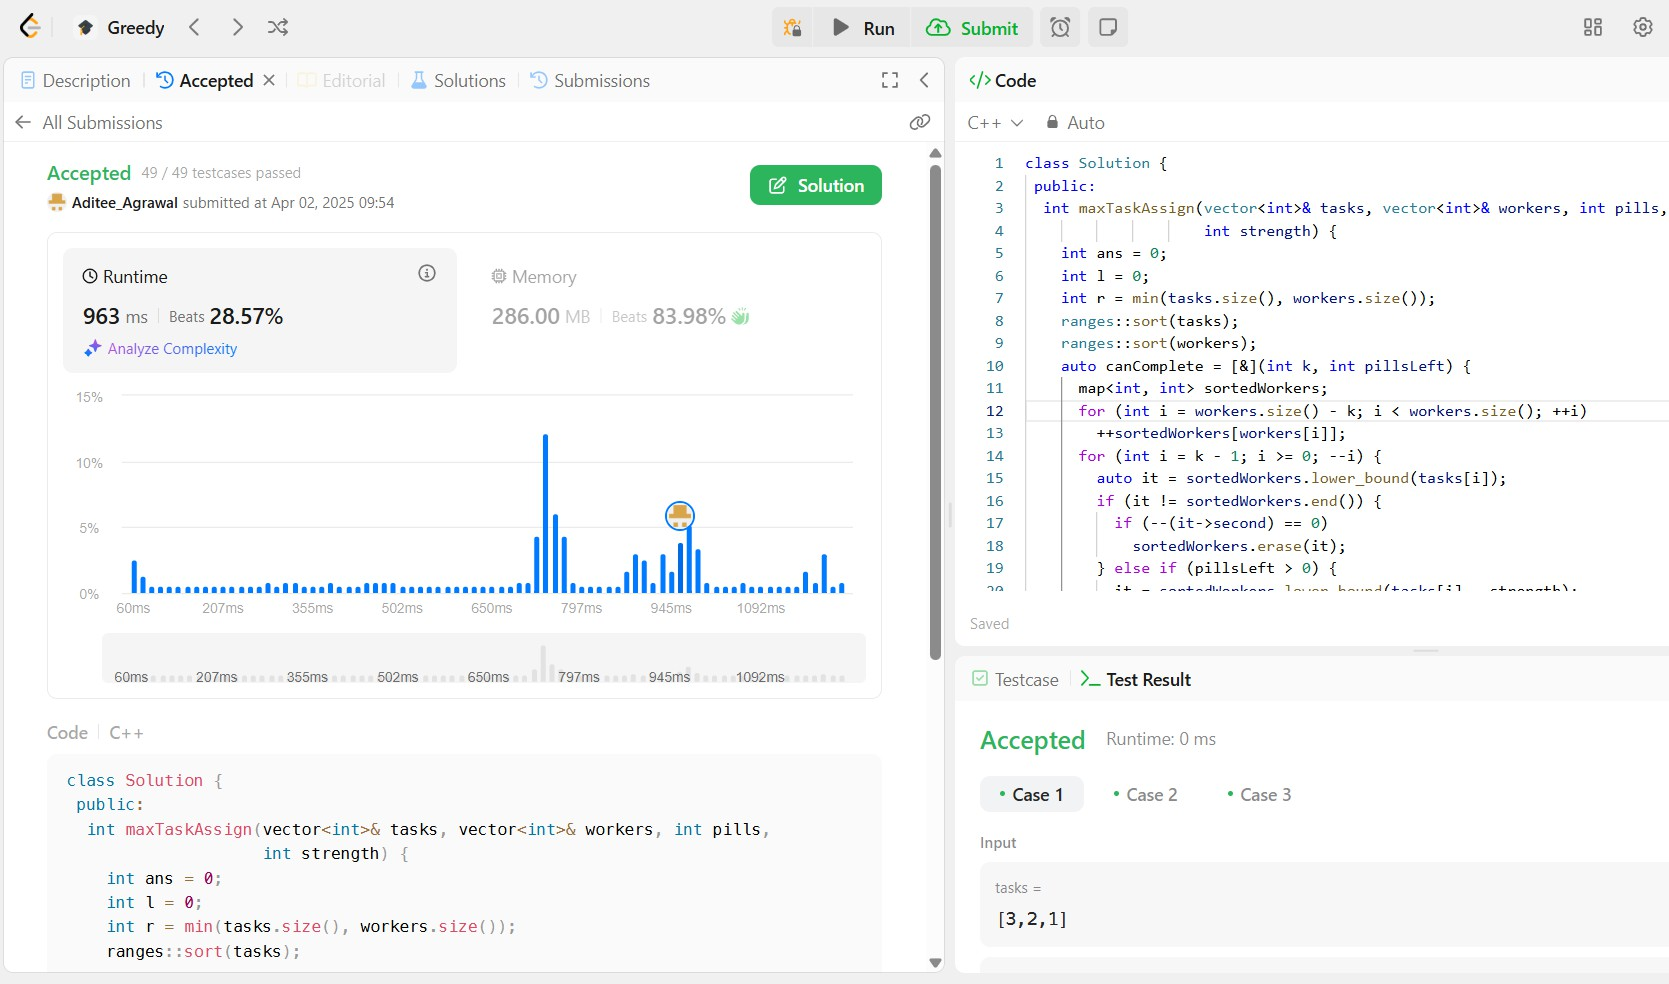 Greedy
Run
Submit
Description
Accepted
Editorial
Solutions
Submissions
All Submissions
Accepted 49 / 49 testcases passed
Aditee_Agrawal submitted at Apr 02, 2025 09:54
Solution
Runtime
963 ms Beats 28.57%
Analyze Complexity
Memory
286.00 MB Beats 83.98%
15%
10%
5%
0%
60ms 207ms 355ms 502ms 650ms 797ms 945ms 1092ms
60ms 207ms 355ms 502ms 650ms 797ms 945ms 1092ms
Code C++
class Solution {
public:
int maxTaskAssign(vector<int>& tasks, vector<int>& workers, int pills,
int strength) {
int ans = 0;
int l = 0;
int r = min(tasks.size(), workers.size());
ranges::sort(tasks);
</> Code
C++ Auto
1 class Solution {
2 public:
3 int maxTaskAssign(vector<int>& tasks, vector<int>& workers, int pills,
4 int strength) {
5 int ans = 0;
6 int l = 0;
7 int r = min(tasks.size(), workers.size());
8 ranges::sort(tasks);
9 ranges::sort(workers);
10 auto canComplete = [&](int k, int pillsLeft) {
11 map<int, int> sortedWorkers;
12 for (int i = workers.size() - k; i < workers.size(); ++i)
13 ++sortedWorkers[workers[i]];
14 for (int i = k - 1; i >= 0; --i) {
15 auto it = sortedWorkers.lower_bound(tasks[i]);
16 if (it != sortedWorkers.end()) {
17 if (--(it->second) == 0)
18 sortedWorkers.erase(it);
19 } else if (pillsLeft > 0) {
20 it = sortedWorkers.lower_bound(tasks[i] - strength);
Saved
Testcase
Test Result
Accepted Runtime: 0 ms
Case 1
Case 2
Case 3
Input
tasks =
[3,2,1]